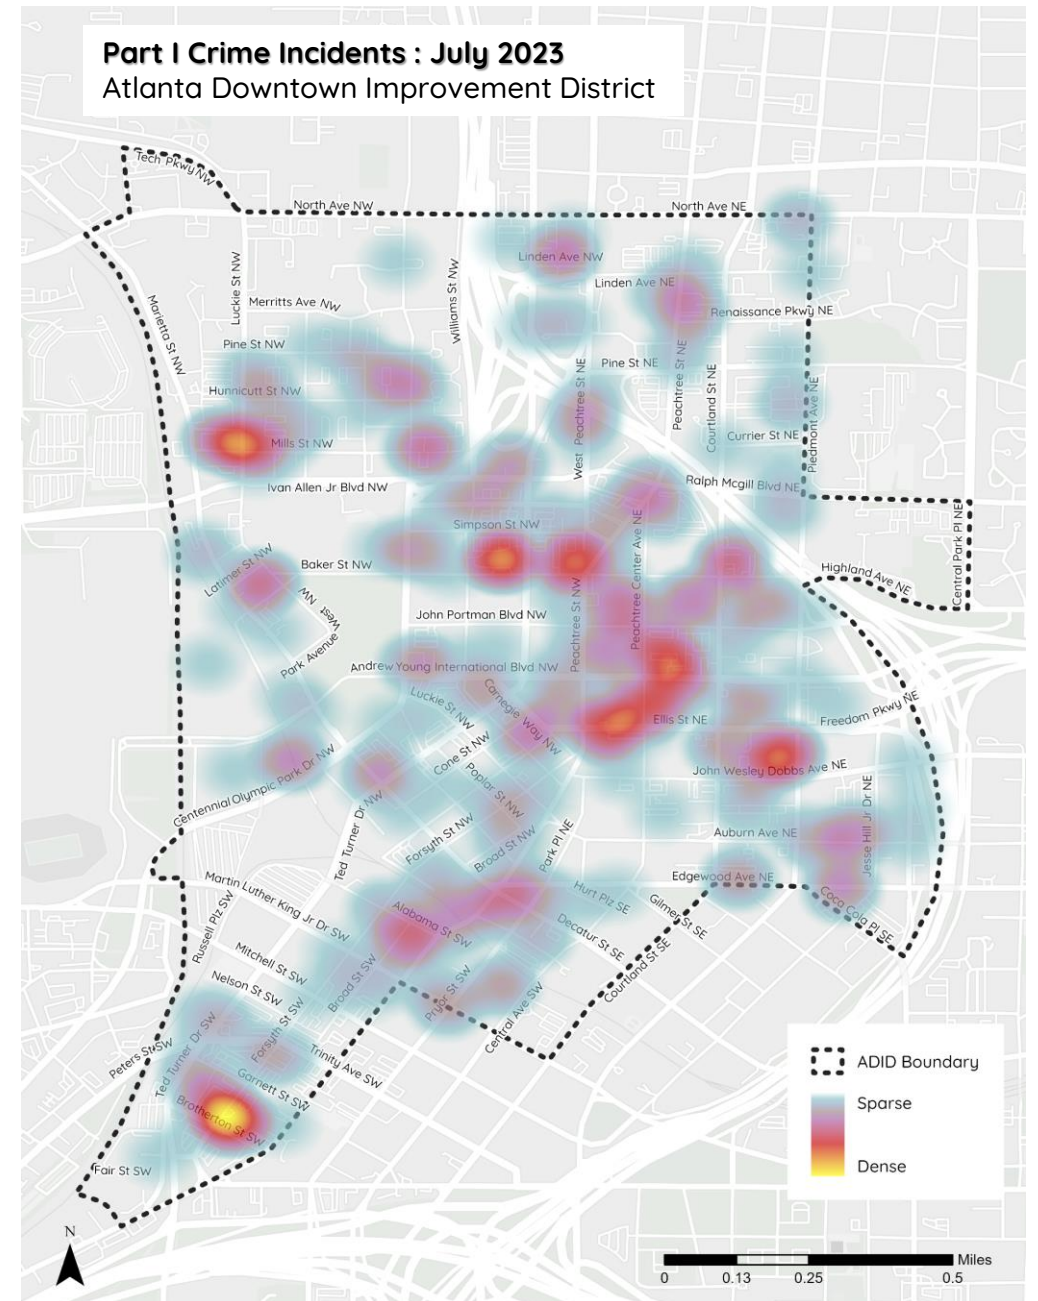 Part I Crime Incidents : July 2023
Atlanta Downtown Improvement District
Tech Pkwy NW
North Ave NW
North Ave NE
Linden Ave NW
Luckie St NW
Williams St NW
Linden Ave NE
Marietta St NW
Merritts Ave NW
Renaissance Pkwy NE
Pine St NW
Pine St NE
Peachtree St NE
West Peachtree St NE
Courtland St NE
Piedmont Ave NE
Hunnicutt St NW
Mills St NW
Currier St NE
Ivan Allen Jr Blvd NW
Ralph Mcgill Blvd NE
Simpson St NW
Central Park Pl NE
Peachtree Center Ave NE
Latimer St NW
Baker St NW
Highland Ave NE
Park Avenue West NW
John Portman Blvd NW
Peachtree St NW
Andrew Young International Blvd NW
Luckie St NW
Carnegie Way NW
Ellis St NE
Freedom Pkwy NE
Cone St NW
Centennial Olympic Park Dr NW
Poplar St NW
John Wesley Dobbs Ave NE
Ted Turner Dr NW
Forsyth St NW
Broad St NW
Park Pl NE
Auburn Ave NE
Jesse Hill Jr Dr NE
Edgewood Ave NE
Martin Luther King Jr Dr SW
Russell Plz SW
Alabama St SW
Hurt Plz SE
Gilmer St SE
Coca Cola Pl SE
Decatur St SE
Courtland St SE
Mitchell St SW
Nelson St SW
Broad St SW
Pryor St SW
Central Ave SW
Peters St SW
Ted Turner Dr SW
Forsyth St SW
Trinity Ave SW
Garnett St SW
Brotherton St SW
Fair St SW
ADID Boundary
Sparse
Dense
N
Miles
0 0.13 0.25 0.5